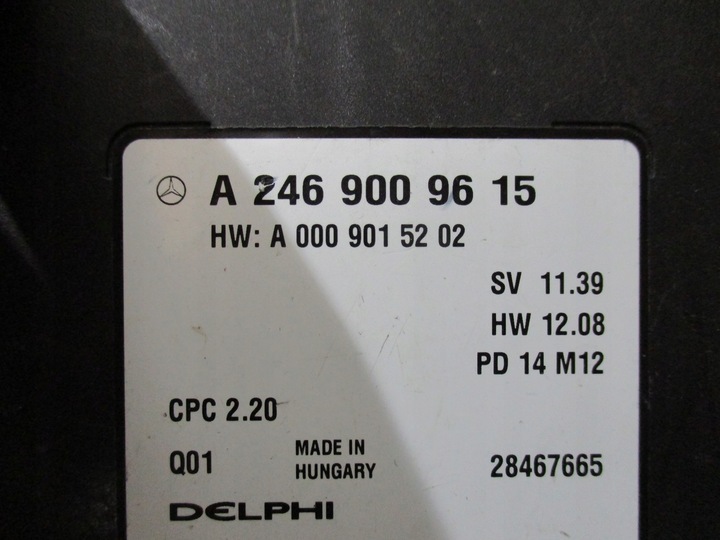 A 246 900 96 15
HW: A 000 901 52 02
SV 11.39
HW 12.08
PD 14 M12
CPC 2.20
Q01
MADE IN
HUNGARY
28467665
DELPHI